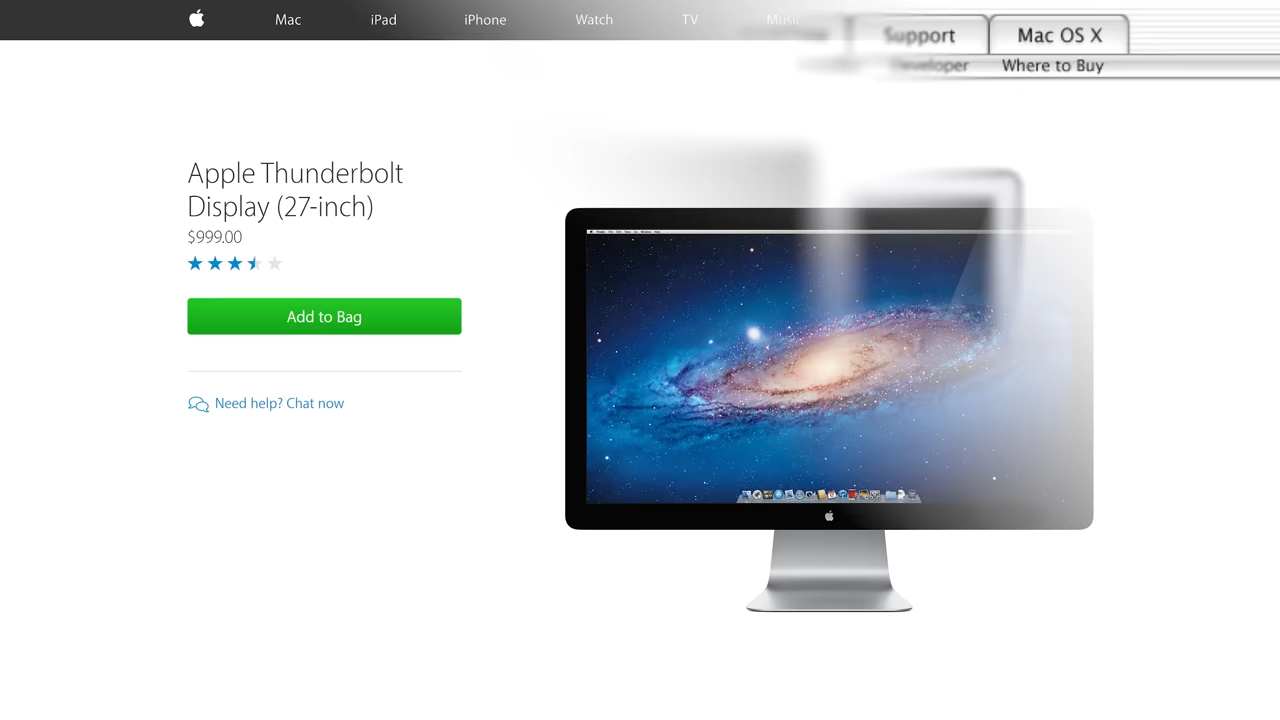 Mac iPad iPhone Watch TV Music
Support Mac OS X
Developer Where to Buy
Apple Thunderbolt
Display (27-inch)
$999.00
Add to Bag
Need help? Chat now